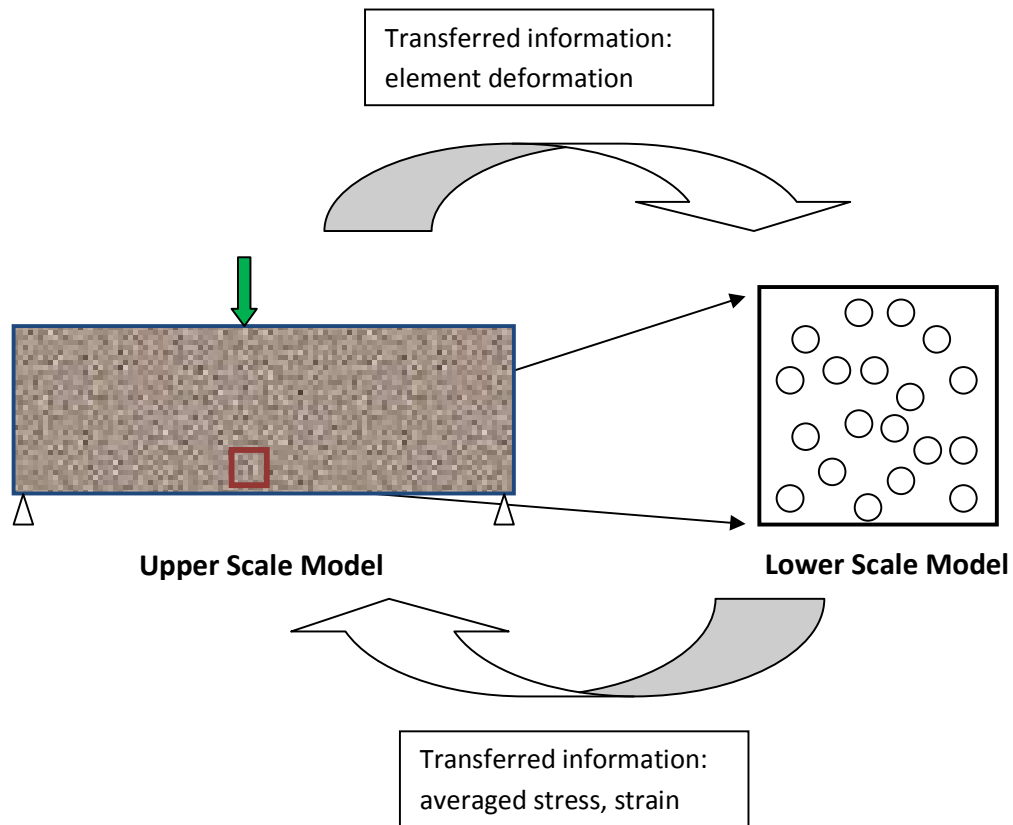 Transferred information:
element deformation
Upper Scale Model
Lower Scale Model
Transferred information:
averaged stress, strain